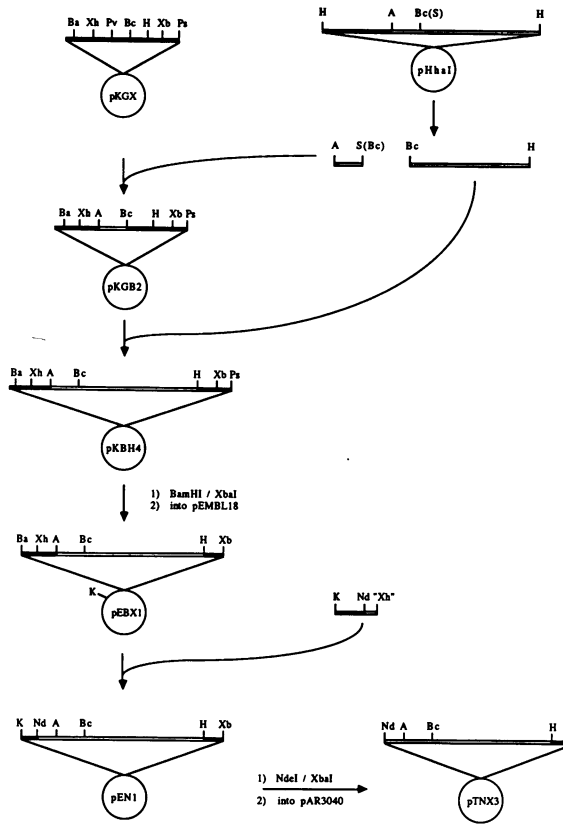 Ba Xh Pv Bc H Xb Ps
pKGX
H A Bc(S) H
pHhaI
A S(Bc)
Bc H
Ba Xh A Bc H Xb Ps
pKGB2
Ba Xh A Bc H Xb Ps
pKBH4
1) BamHI / XbaI
2) into pEMBL18
Ba Xh A Bc H Xb
K
pEBX1
K Nd "Xh"
K Nd A Bc H Xb
pEN1
1) NdeI / XbaI
2) into pAR3040
Nd A Bc H
pTNX3